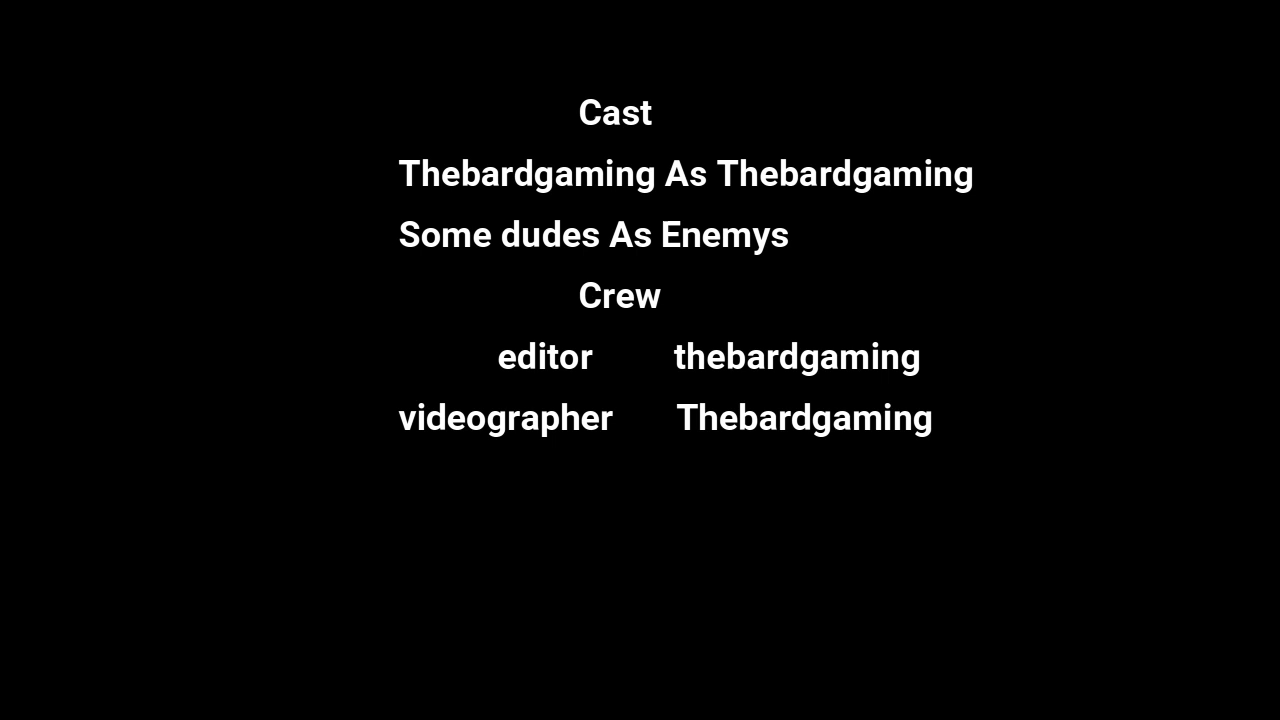 Cast
Thebardgaming As Thebardgaming
Some dudes As Enemys
Crew
editor thebardgaming
videographer Thebardgaming